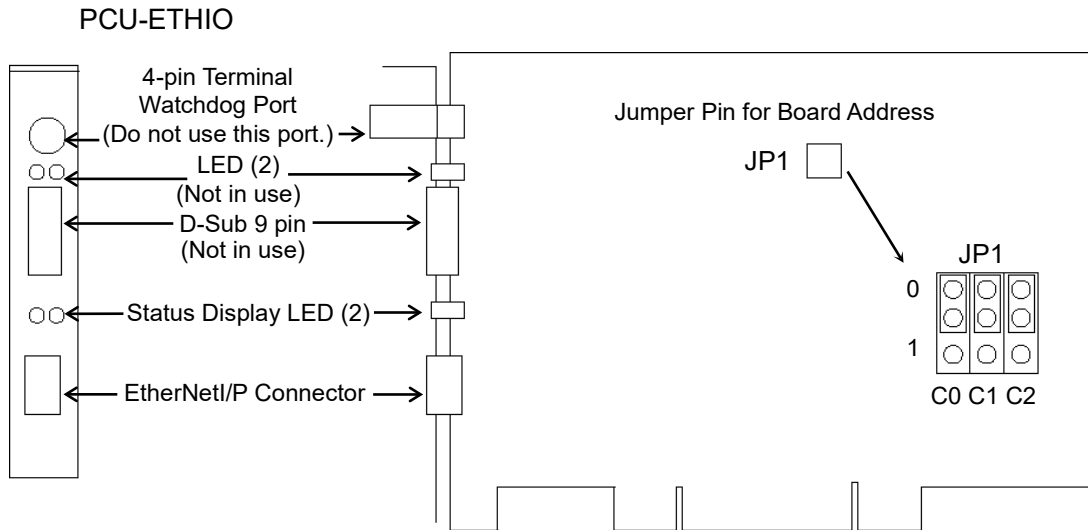 PCU-ETHIO
4-pin Terminal
Watchdog Port
(Do not use this port.)
LED (2)
(Not in use)
D-Sub 9 pin
(Not in use)
Status Display LED (2)
EtherNetI/P Connector
Jumper Pin for Board Address
JP1
JP1
0
1
C0 C1 C2